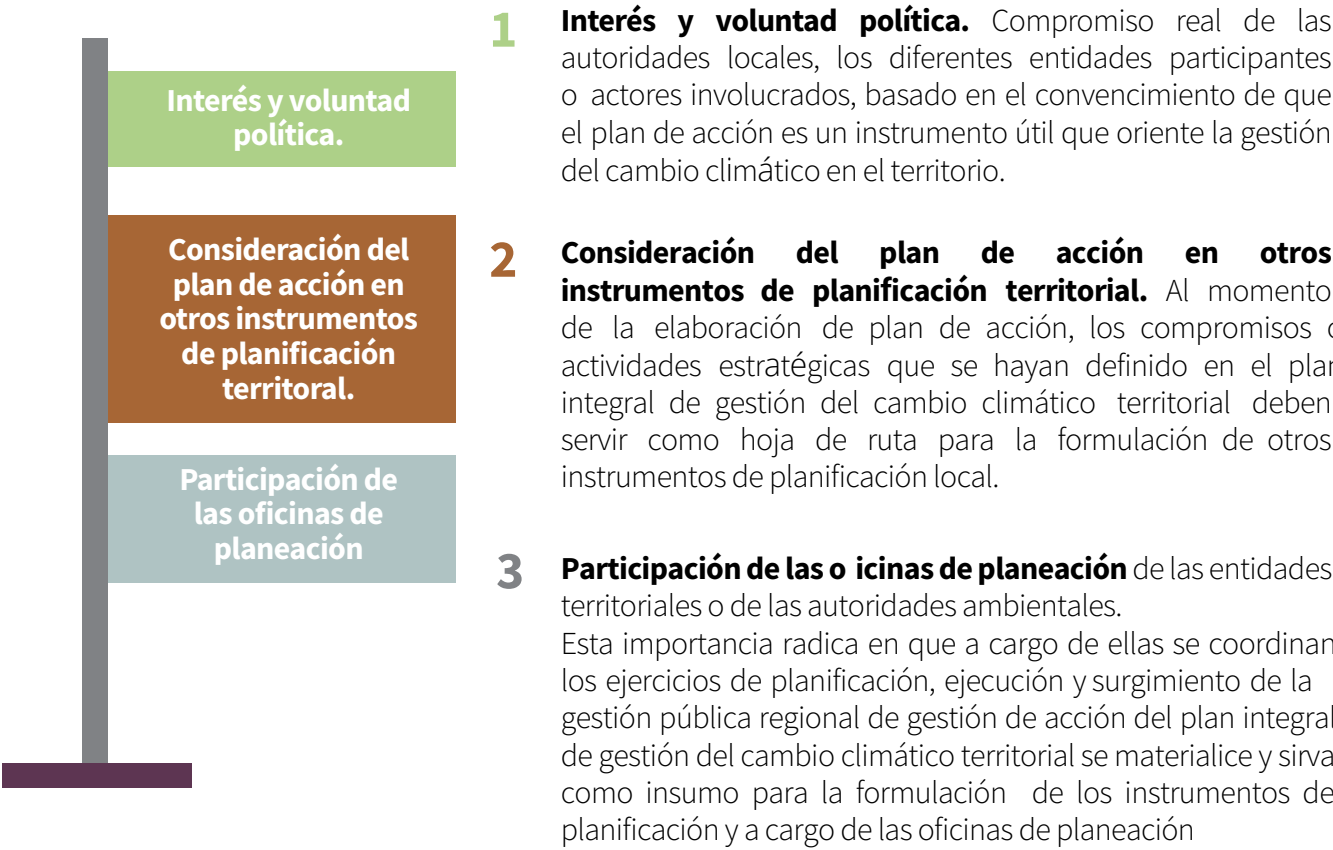 Interés y voluntad
política.
Consideración del
plan de acción en
otros instrumentos
de planificación
territoral.
Participación de
las oficinas de
planeación
1 Interés y voluntad política. Compromiso real de las
autoridades locales, los diferentes entidades participantes
o actores involucrados, basado en el convencimiento de que
el plan de acción es un instrumento útil que oriente la gestión
del cambio climático en el territorio.
2 Consideración del plan de acción en otros
instrumentos de planificación territorial. Al momento
de la elaboración de plan de acción, los compromisos o
actividades estratégicas que se hayan definido en el plan
integral de gestión del cambio climático territorial deben
servir como hoja de ruta para la formulación de otros
instrumentos de planificación local.
3 Participación de las o icinas de planeación de las entidades
territoriales o de las autoridades ambientales.
Esta importancia radica en que a cargo de ellas se coordinan
los ejercicios de planificación, ejecución y surgimiento de la
gestión pública regional de gestión de acción del plan integral
de gestión del cambio climático territorial se materialice y sirva
como insumo para la formulación de los instrumentos de
planificación y a cargo de las oficinas de planeación